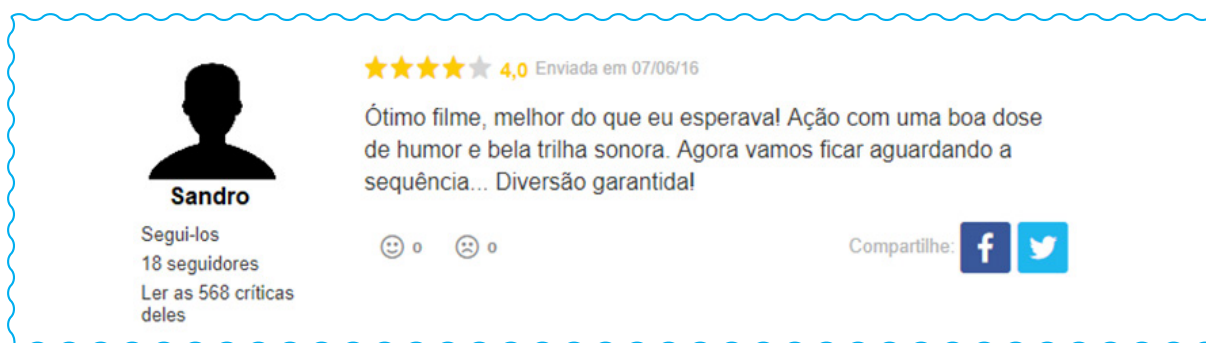 4,0 Enviada em 07/06/16
Ótimo filme, melhor do que eu esperava! Ação com uma boa dose
de humor e bela trilha sonora. Agora vamos ficar aguardando a
sequência... Diversão garantida!
Sandro
Segui-los
18 seguidores
Ler as 568 críticas
deles
0 0
Compartilhe: f